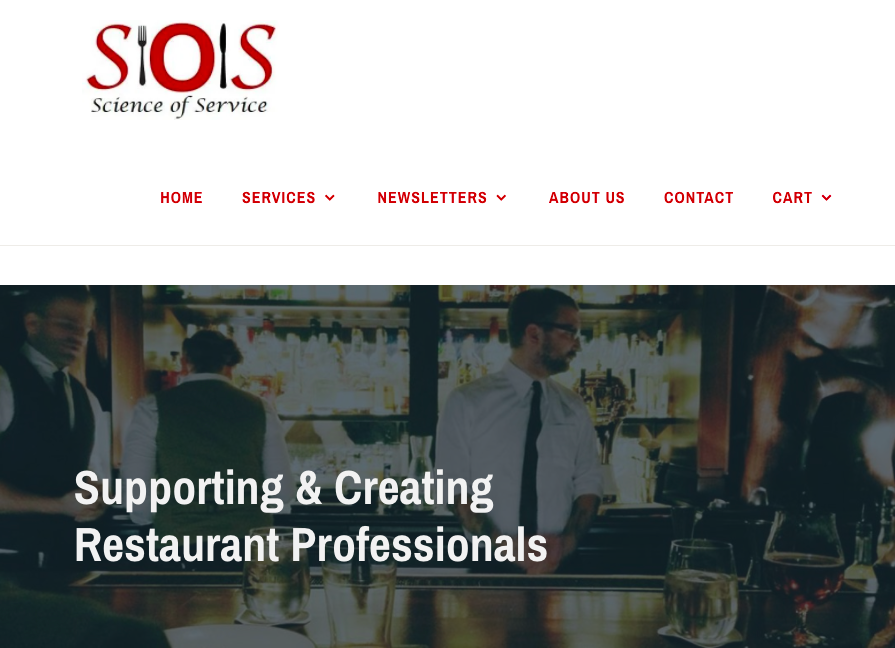 SOS
Science of Service
HOME SERVICES NEWSLETTERS ABOUT US CONTACT CART
Supporting & Creating
Restaurant Professionals